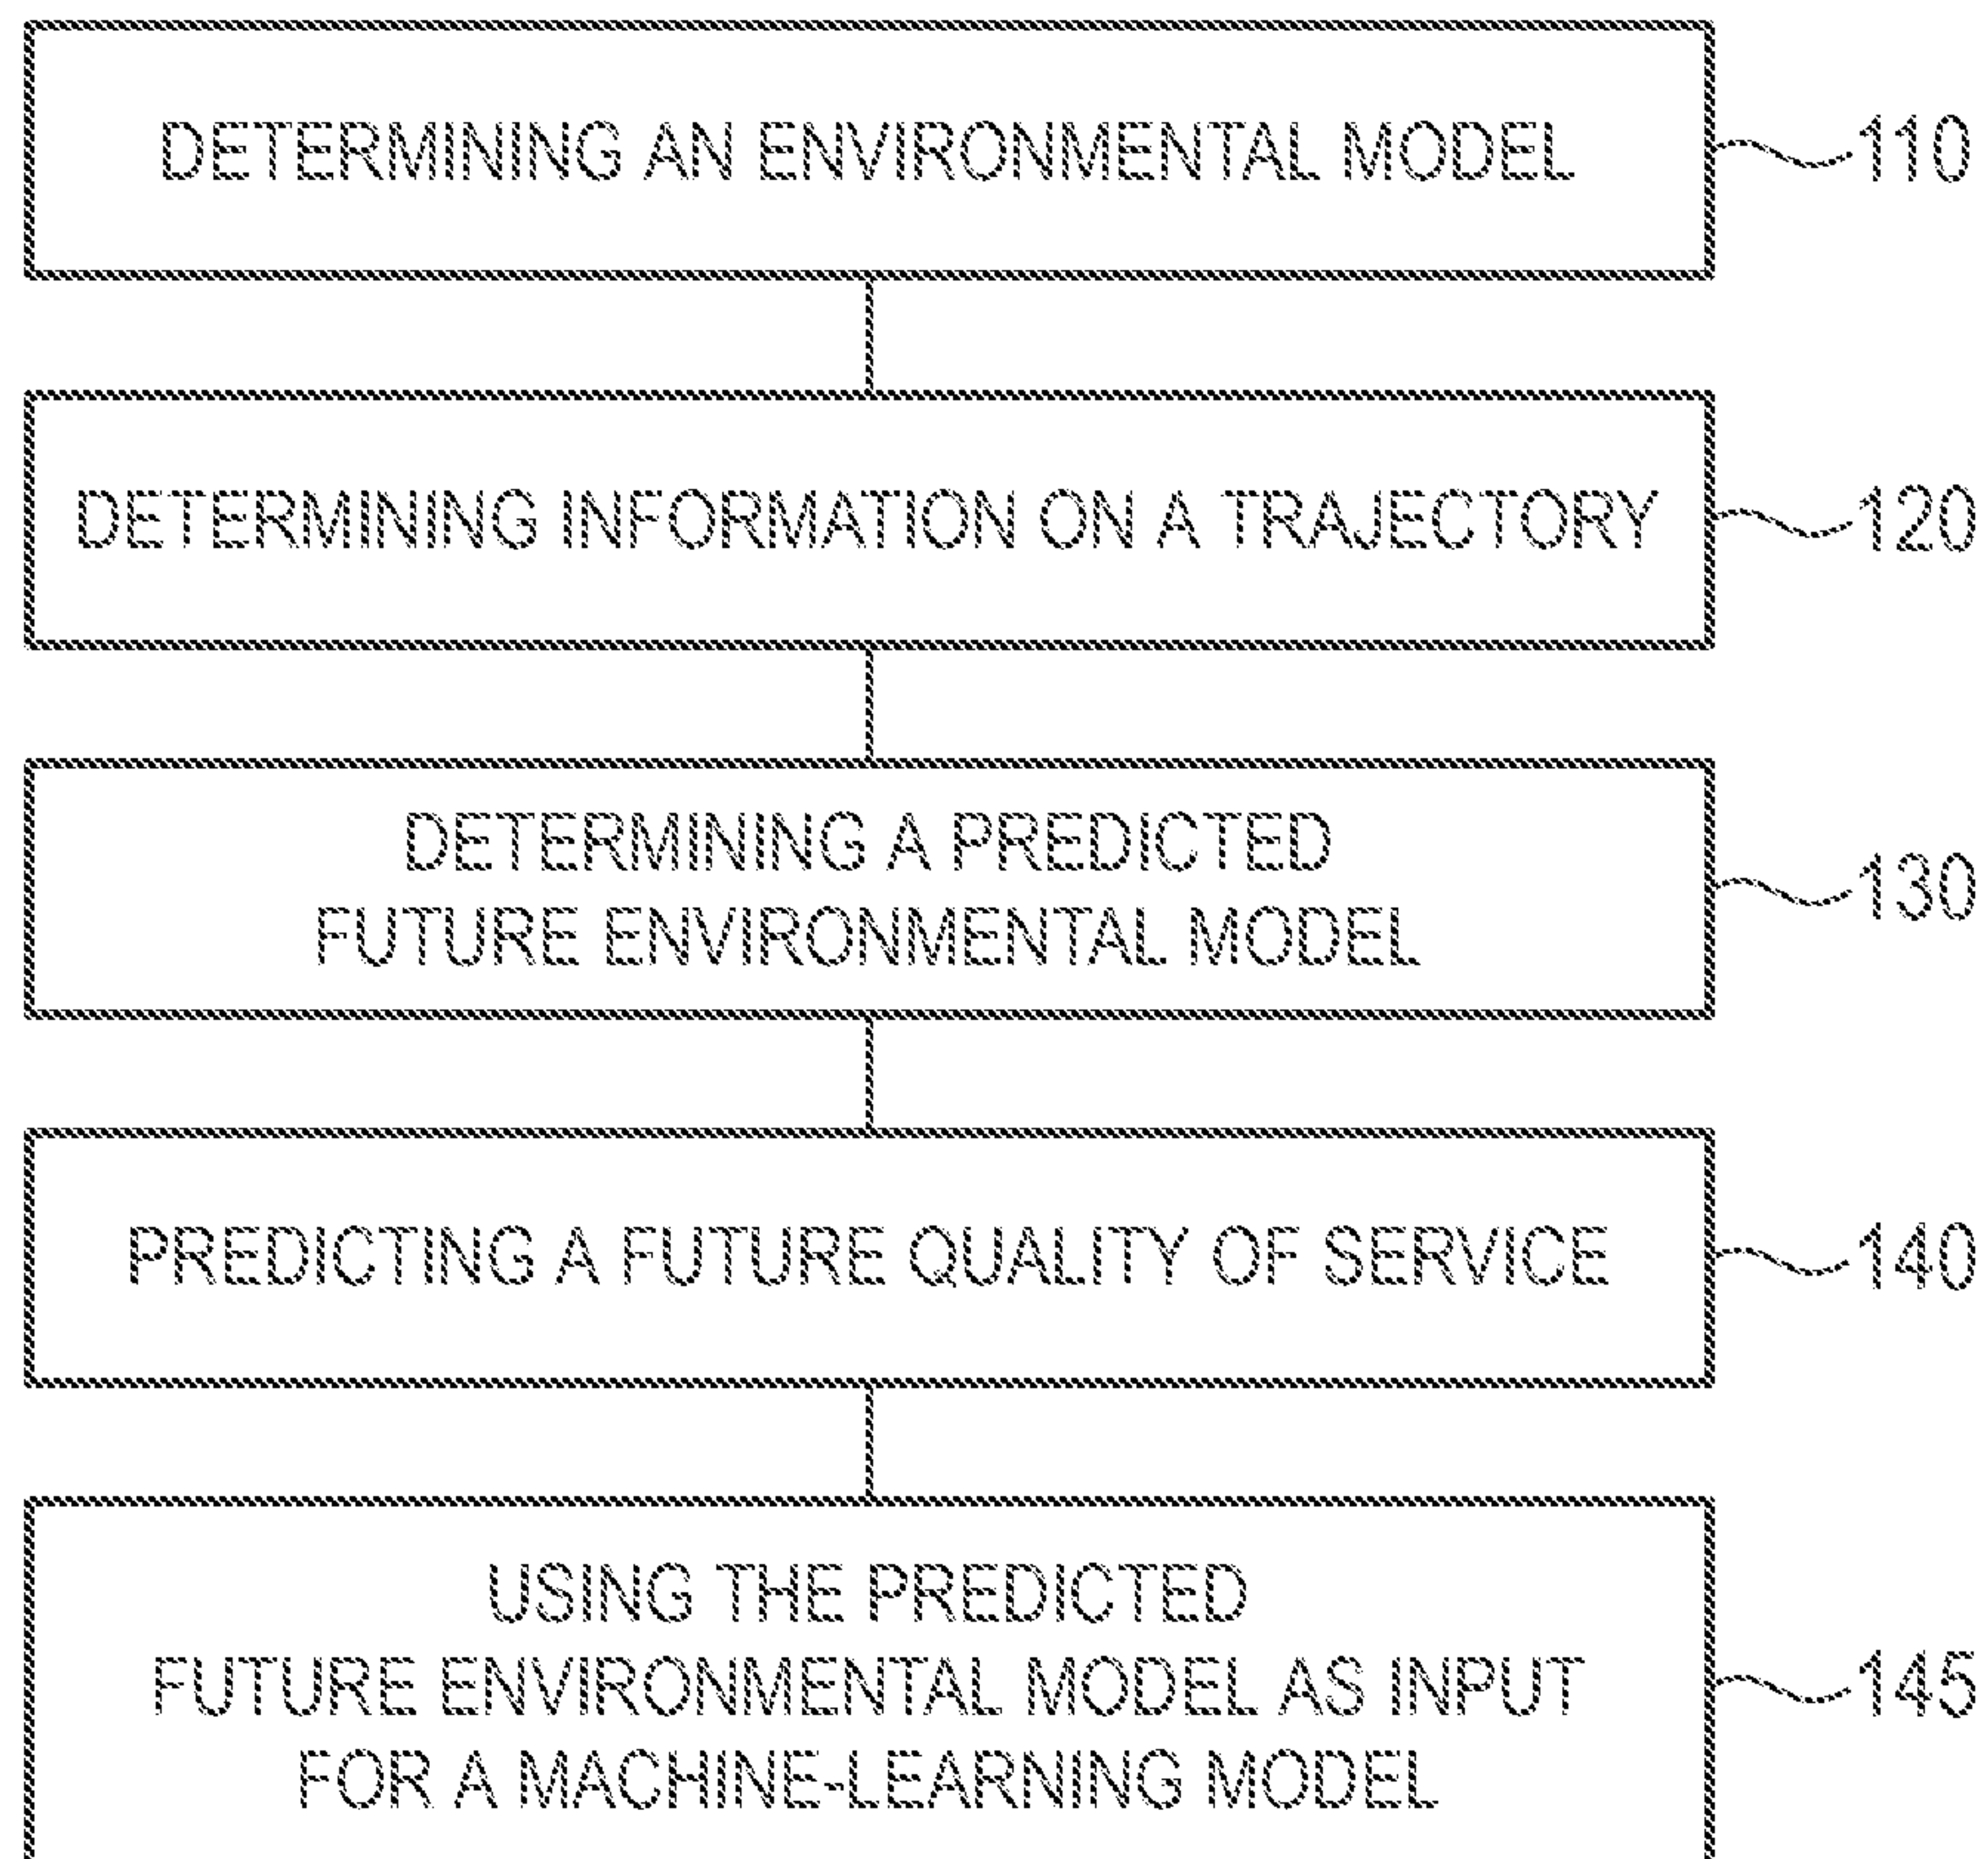 DETERMINING AN ENVIRONMENTAL MODEL
110
DETERMINING INFORMATION ON A TRAJECTORY
120
DETERMINING A PREDICTED
FUTURE ENVIRONMENTAL MODEL
130
PREDICTING A FUTURE QUALITY OF SERVICE
140
USING THE PREDICTED
FUTURE ENVIRONMENTAL MODEL AS INPUT
FOR A MACHINE-LEARNING MODEL
145